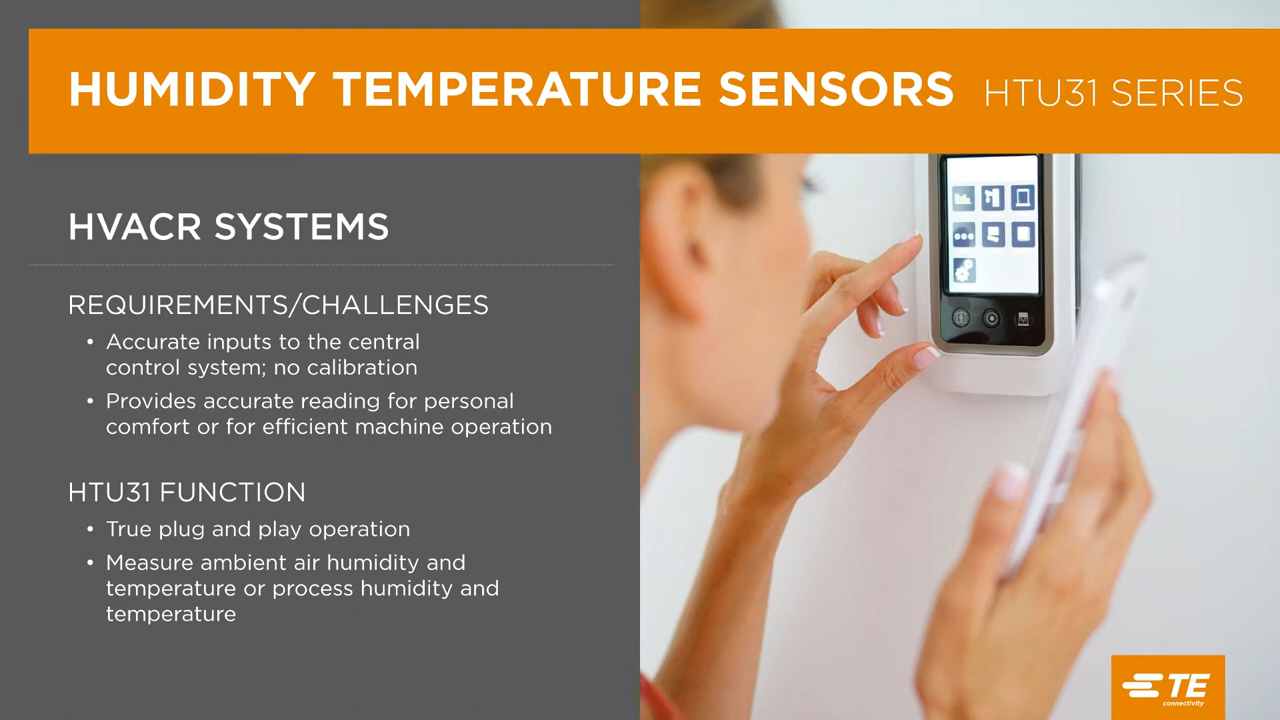 HUMIDITY TEMPERATURE SENSORS HTU31 SERIES
HVACR SYSTEMS
REQUIREMENTS/CHALLENGES
• Accurate inputs to the central
control system; no calibration
• Provides accurate reading for personal
comfort or for efficient machine operation
HTU31 FUNCTION
• True plug and play operation
• Measure ambient air humidity and
temperature or process humidity and
temperature
TE
connectivity